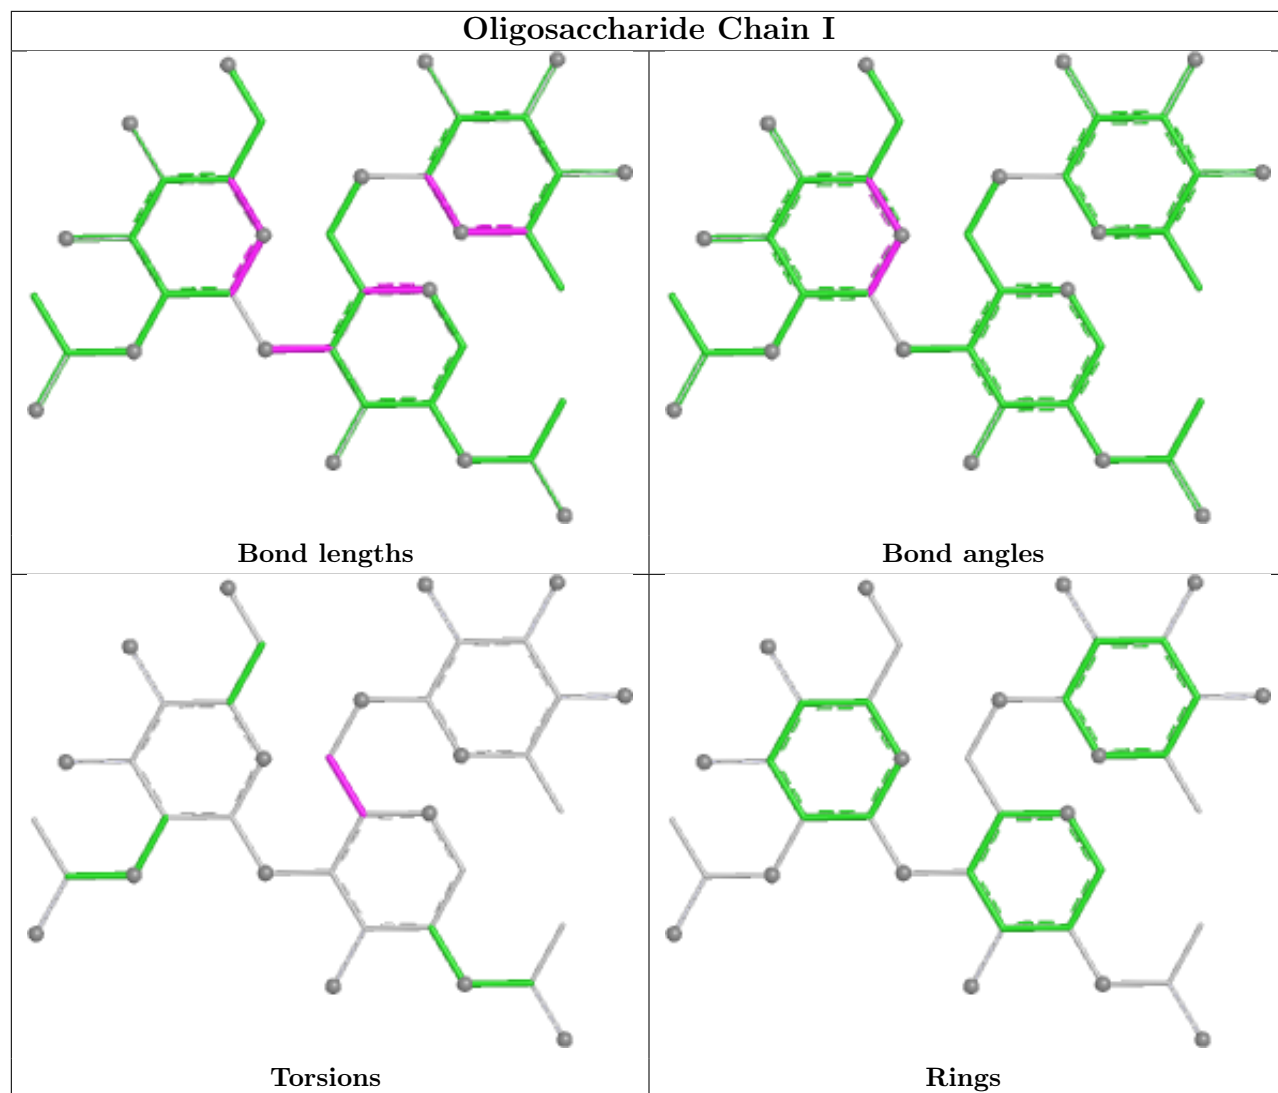 Oligosaccharide Chain I
Bond lengths
Bond angles
Torsions
Rings